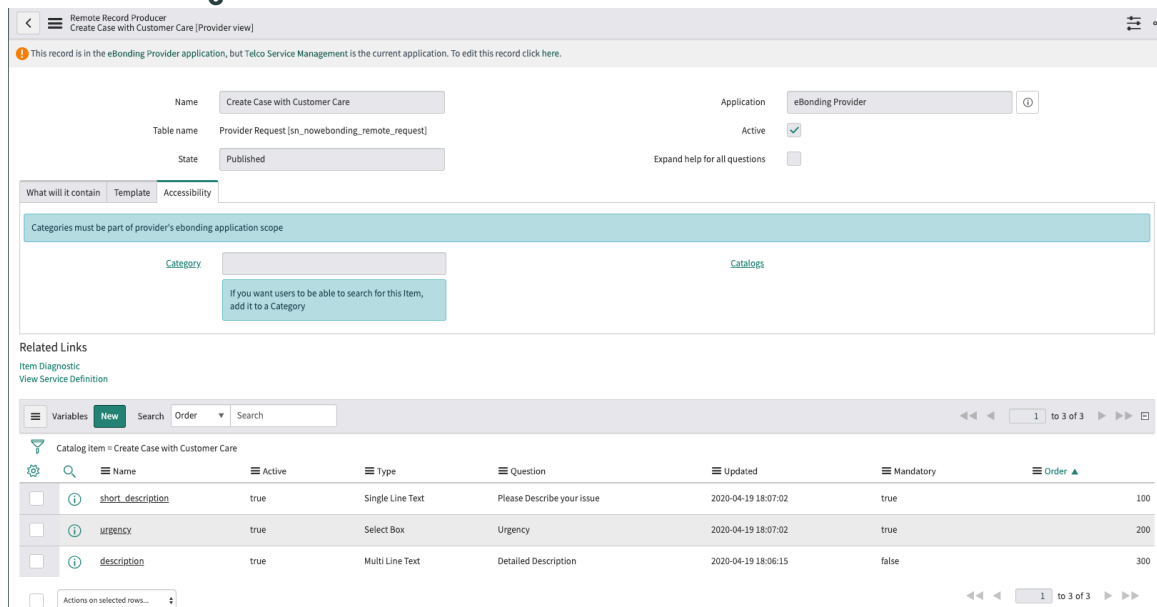 Remote Record Producer
Create Case with Customer Care [Provider view]
This record is in the eBonding Provider application, but Telco Service Management is the current application. To edit this record click here.
Name Create Case with Customer Care Application eBonding Provider
Table name Provider Request [sn_nowebonding_remote_request] Active
State Published Expand help for all questions
What will it contain Template Accessibility
Categories must be part of provider's ebonding application scope
Category Catalogs
If you want users to be able to search for this Item,
add it to a Category
Related Links
Item Diagnostic
View Service Definition
Variables New Search Order Search 1 to 3 of 3
Catalog item = Create Case with Customer Care
Name Active Type Question Updated Mandatory Order
short_description true Single Line Text Please Describe your issue 2020-04-19 18:07:02 true 100
urgency true Select Box Urgency 2020-04-19 18:07:02 true 200
description true Multi Line Text Detailed Description 2020-04-19 18:06:15 false 300
Actions on selected rows... 1 to 3 of 3